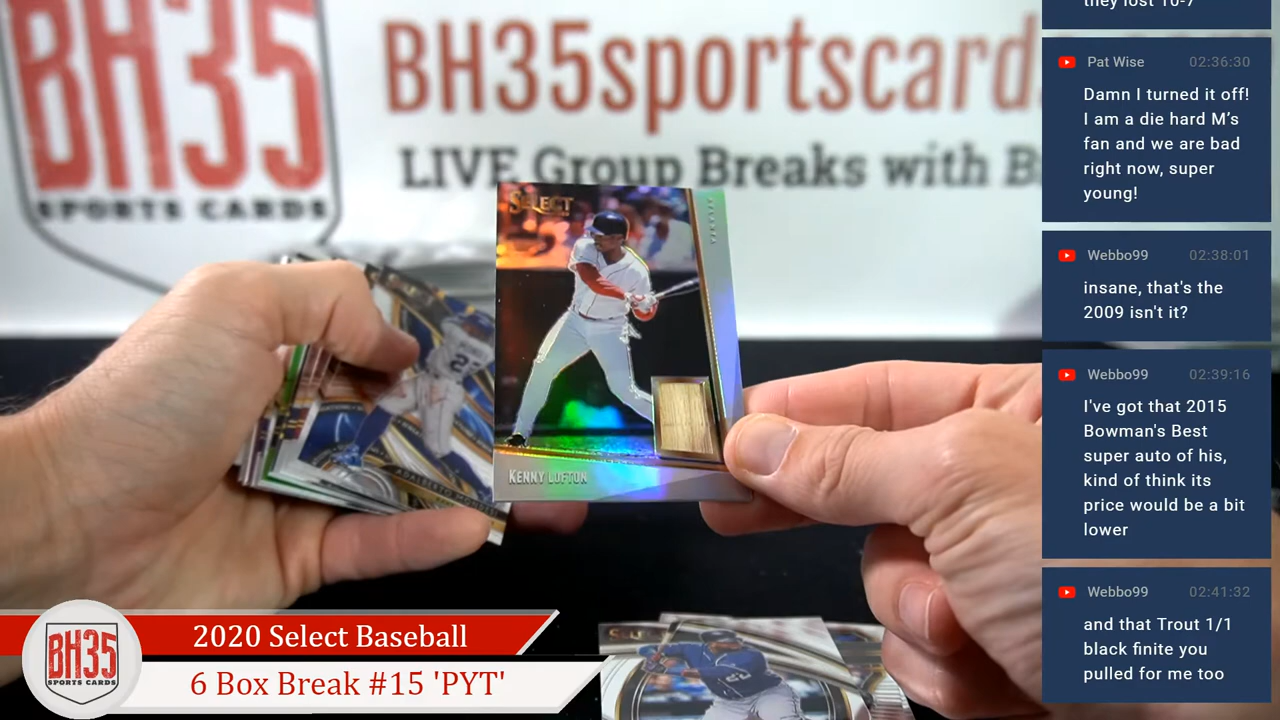 BH35
SPORTS CARDS
BH35sportscard
LIVE Group Breaks with B
SELECT
KENNY LOFTON
SELECT
27
ADALBERTO MONDESI
they lost 10-7
Pat Wise 02:36:30
Damn I turned it off!
I am a die hard M's
fan and we are bad
right now, super
young!
Webbo99 02:38:01
insane, that's the
2009 isn't it?
Webbo99 02:39:16
I've got that 2015
Bowman's Best
super auto of his,
kind of think its
price would be a bit
lower
Webbo99 02:41:32
and that Trout 1/1
black finite you
pulled for me too
BH35
SPORTS CARDS
2020 Select Baseball
6 Box Break #15 'PYT'